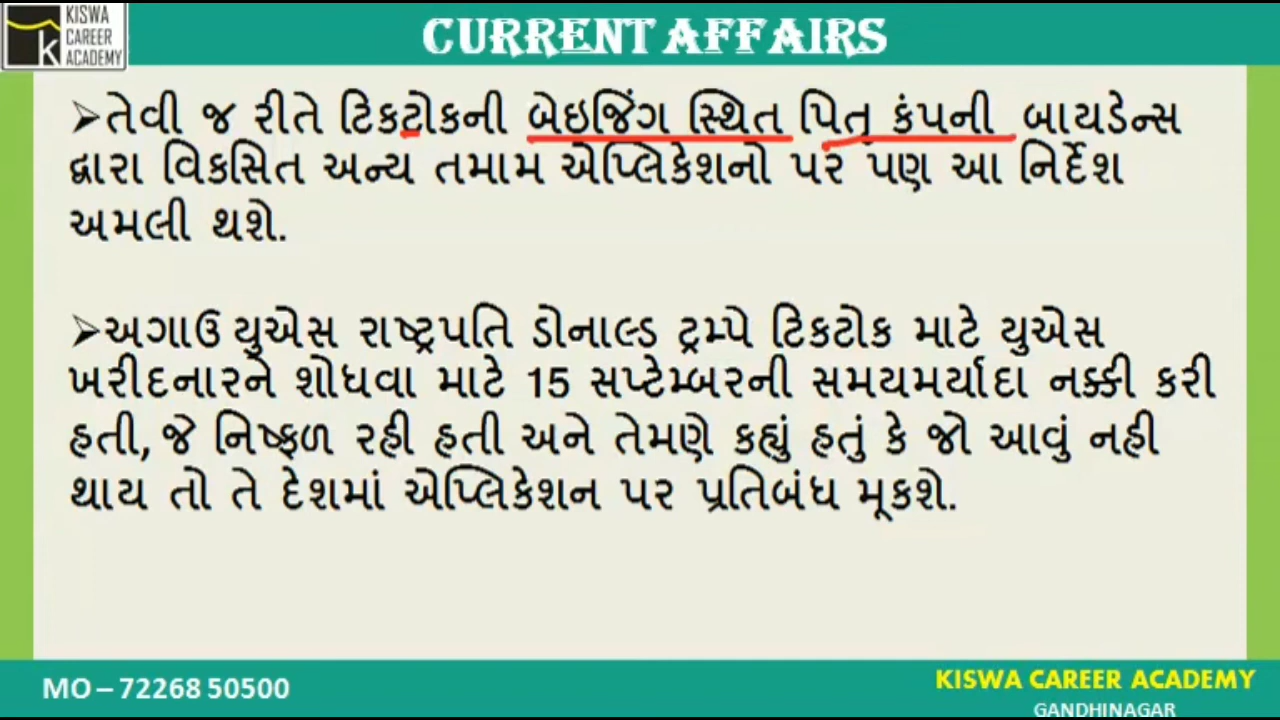 KISWA
CAREER
ACADEMY
CURRENT AFFAIRS
➢તેવી જ રીતે ટિકટોકની બેઇજિંગ સ્થિત પિતૃ કંપની બાયડેન્સ
દ્વારા વિકસિત અન્ય તમામ એપ્લિકેશનો પર પણ આ નિર્દેશ
અમલી થશે.
➢અગાઉ યુએસ રાષ્ટ્રપતિ ડોનાલ્ડ ટ્રમ્પે ટિકટોક માટે યુએસ
ખરીદનારને શોધવા માટે 15 સપ્ટેમ્બરની સમયમર્યાદા નક્કી કરી
હતી, જે નિષ્ફળ રહી હતી અને તેમણે કહ્યું હતું કે જો આવું નહી
થાય તો તે દેશમાં એપ્લિકેશન પર પ્રતિબંધ મૂકશે.
MO – 72268 50500
KISWA CAREER ACADEMY
GANDHINAGAR